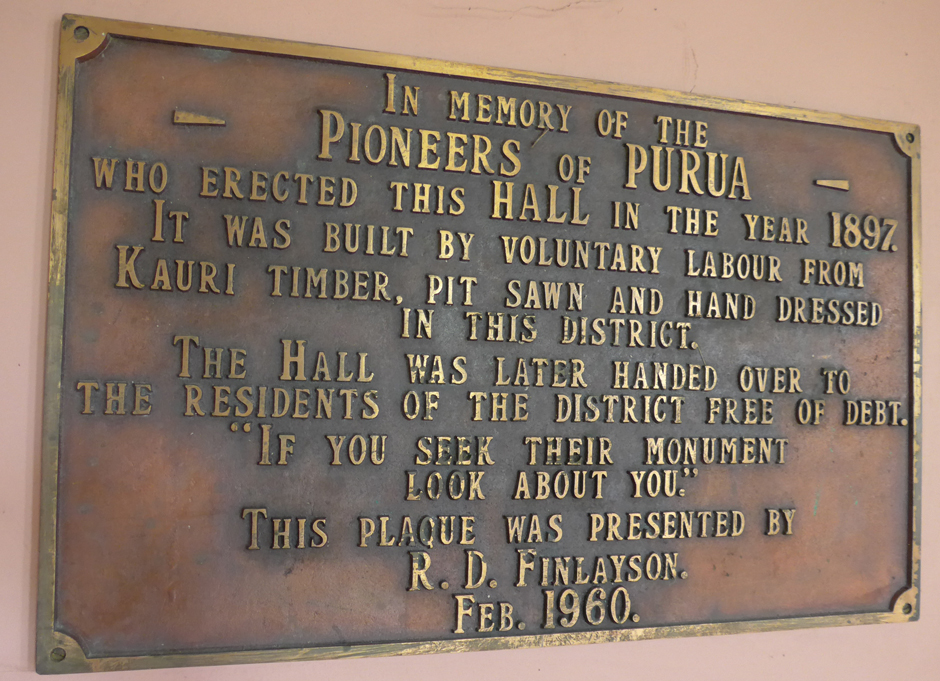 IN MEMORY OF THE
— PIONEERS OF PURUA —
WHO ERECTED THIS HALL IN THE YEAR 1897.
IT WAS BUILT BY VOLUNTARY LABOUR FROM
KAURI TIMBER, PIT SAWN AND HAND DRESSED
IN THIS DISTRICT.
THE HALL WAS LATER HANDED OVER TO
THE RESIDENTS OF THE DISTRICT FREE OF DEBT.
"IF YOU SEEK THEIR MONUMENT
LOOK ABOUT YOU."
THIS PLAQUE WAS PRESENTED BY
R. D. FINLAYSON.
FEB. 1960.